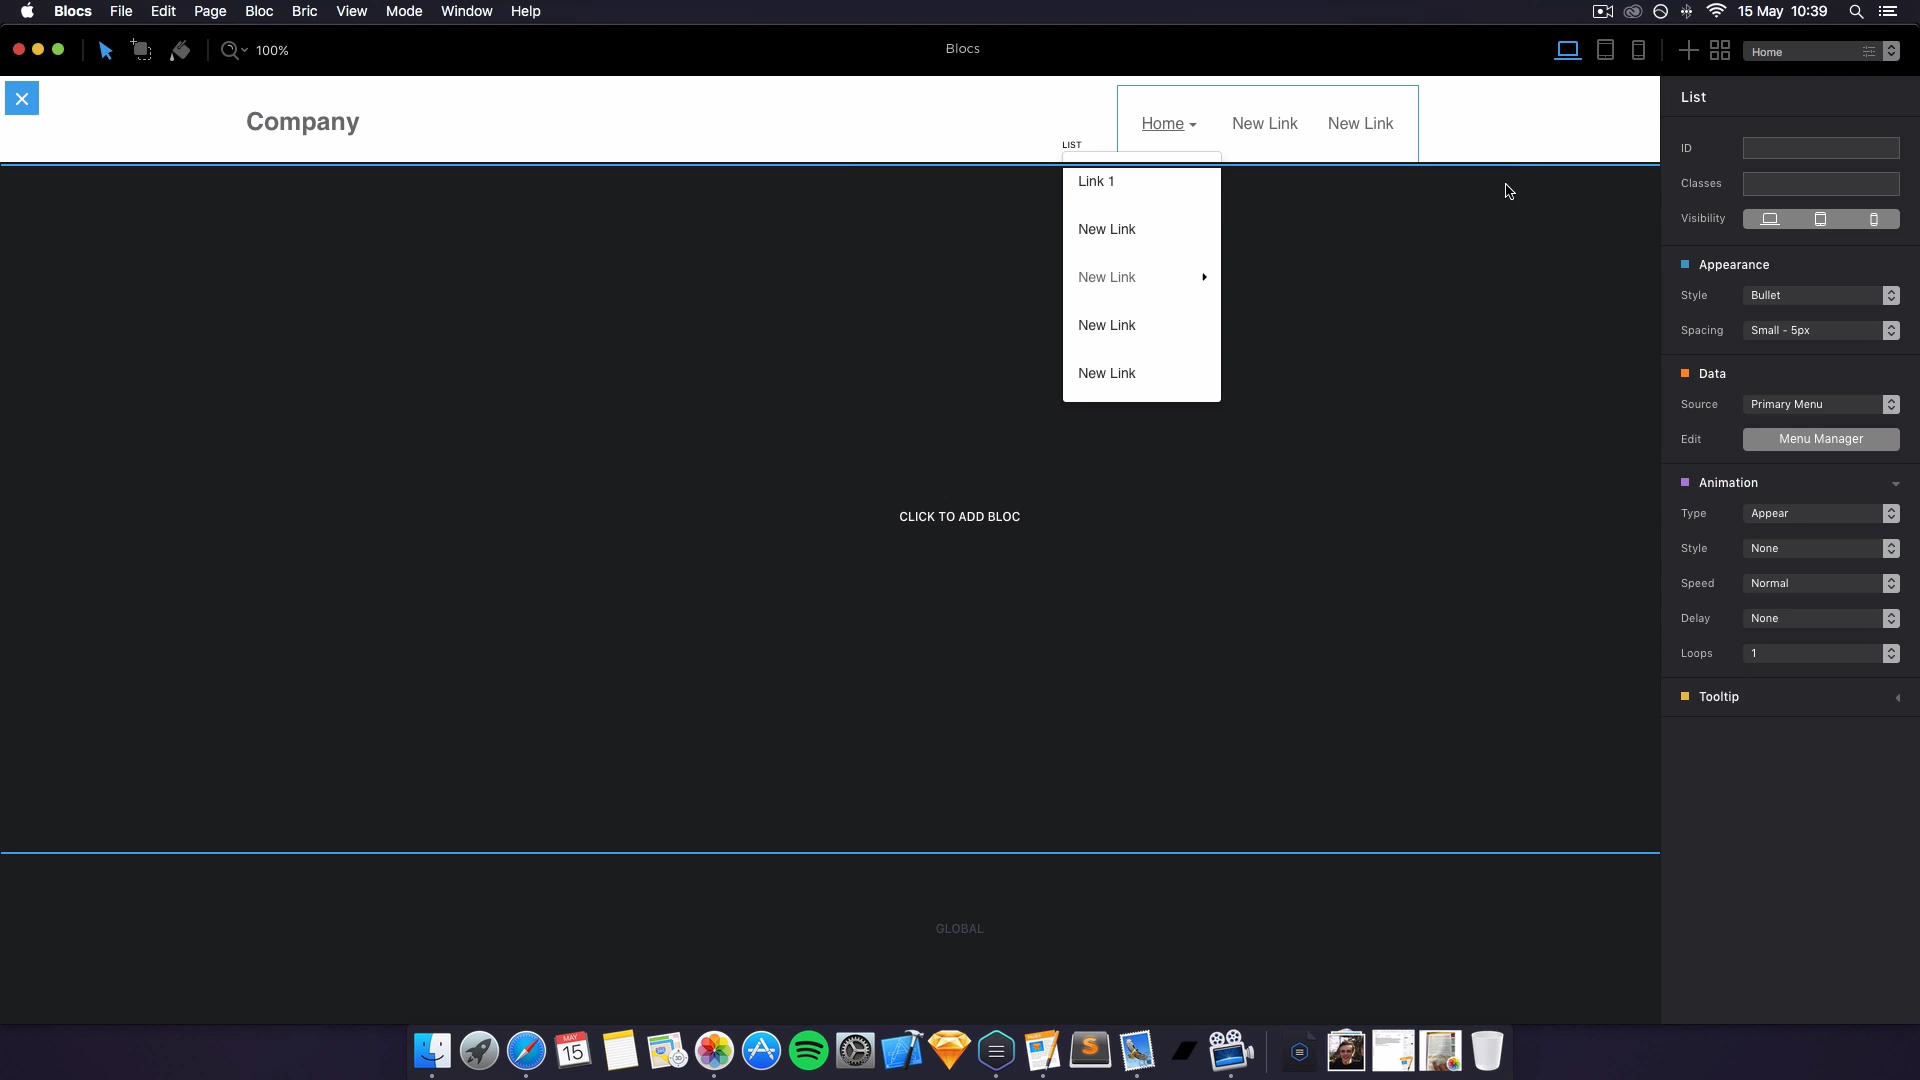 Blocs File Edit Page Bloc Bric View Mode Window Help 15 May 10:39
100% Blocs Home
Company
Home New Link New Link
LIST
Link 1
New Link
New Link
New Link
New Link
CLICK TO ADD BLOC
GLOBAL
List
ID
Classes
Visibility
Appearance
Style Bullet
Spacing Small - 5px
Data
Source Primary Menu
Edit Menu Manager
Animation
Type Appear
Style None
Speed Normal
Delay None
Loops 1
Tooltip
MAY
15
S